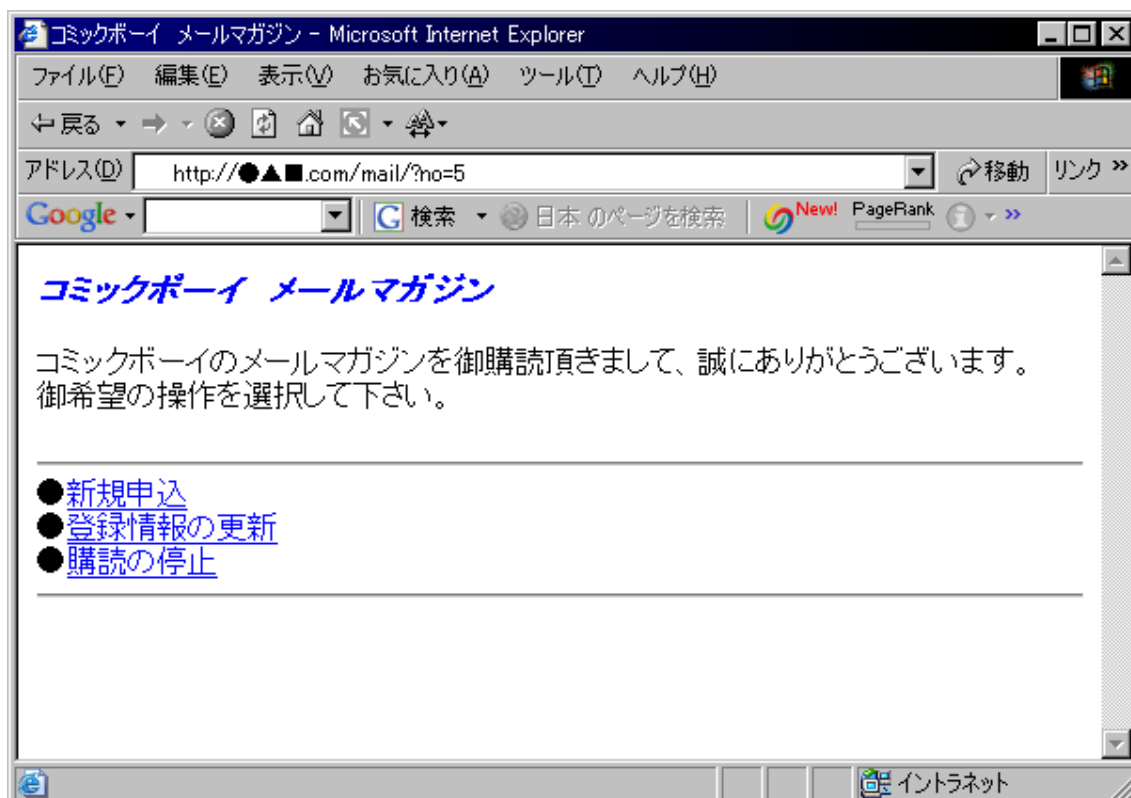 コミックボーイ メールマガジン - Microsoft Internet Explorer
ファイル(F) 編集(E) 表示(V) お気に入り(A) ツール(T) ヘルプ(H)
戻る
アドレス(D) http://●▲■.com/mail/?no=5 移動 リンク »
Google 検索 日本 のページを検索 New! PageRank »
コミックボーイ メールマガジン
コミックボーイのメールマガジンを御購読頂きまして、誠にありがとうございます。
御希望の操作を選択して下さい。
●新規申込
●登録情報の更新
●購読の停止
イントラネット